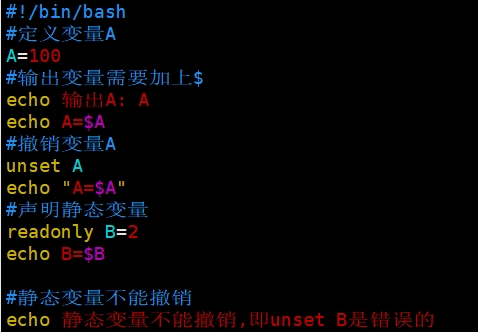 #!/bin/bash
#定义变量A
A=100
#输出变量需要加上$
echo 输出A: A
echo A=$A
#撤销变量A
unset A
echo "A=$A"
#声明静态变量
readonly B=2
echo B=$B
#静态变量不能撤销
echo 静态变量不能撤销,即unset B是错误的